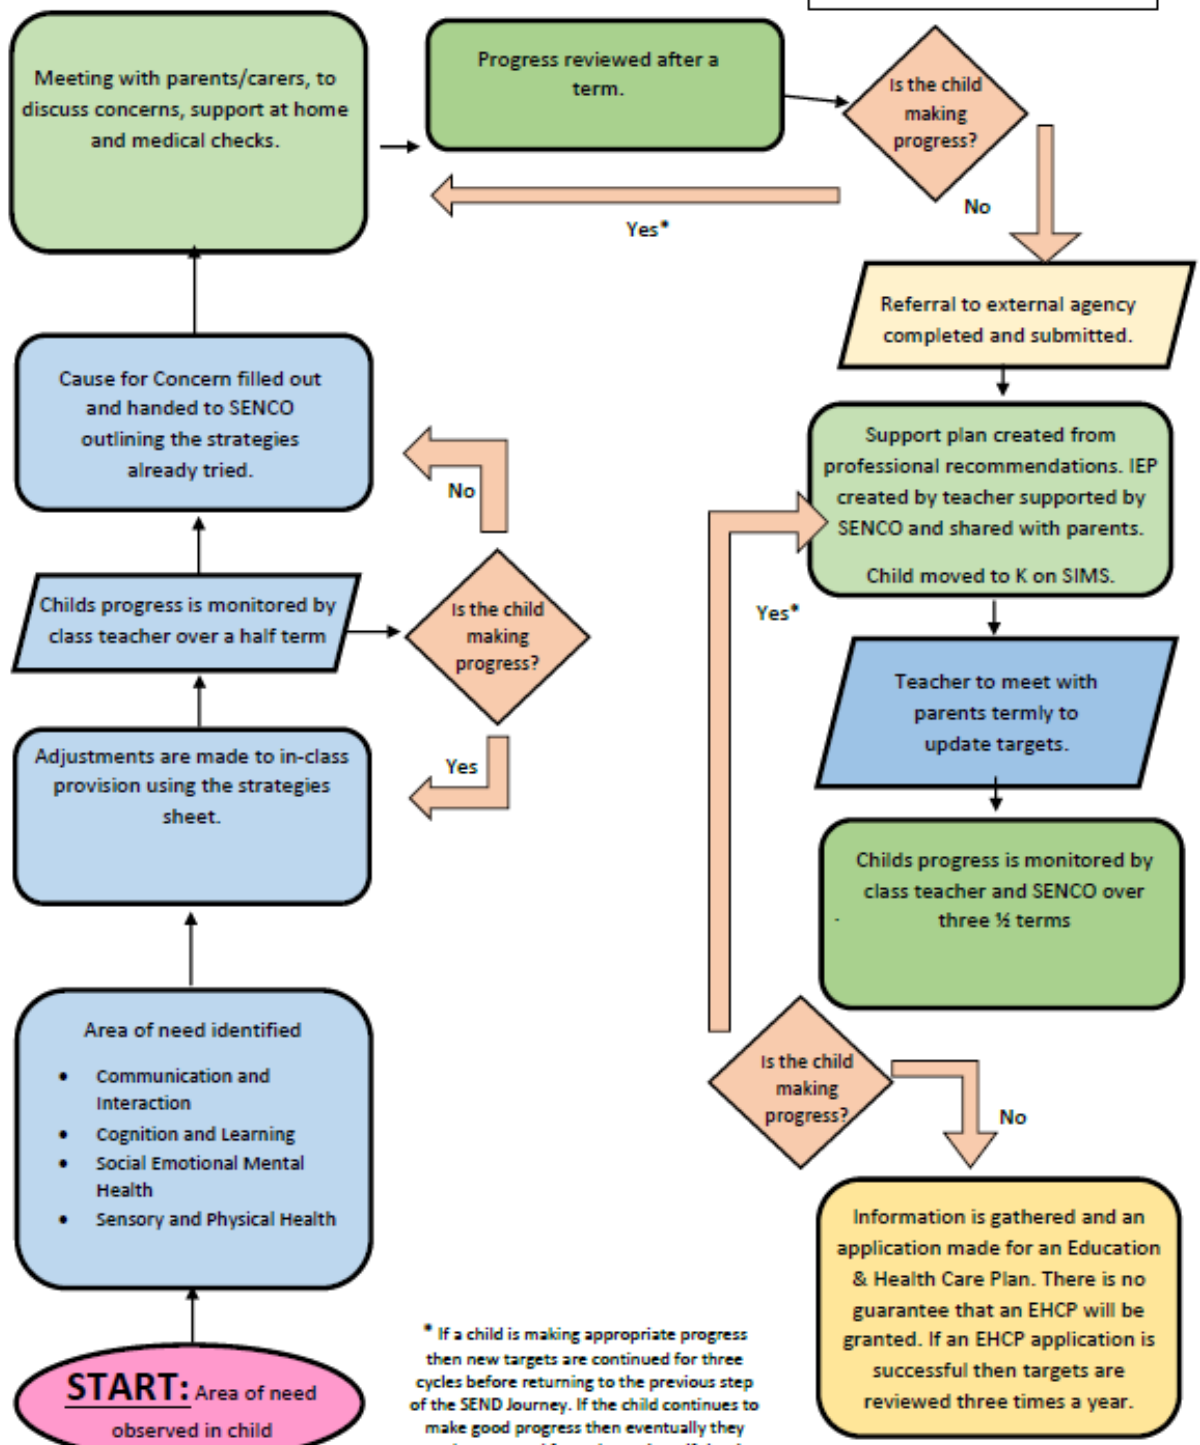 Meeting with parents/carers, to
discuss concerns, support at home
and medical checks.
Progress reviewed after a
term.
Is the child
making
progress?
Yes*
No
Referral to external agency
completed and submitted.
Cause for Concern filled out
and handed to SENCO
outlining the strategies
already tried.
No
Support plan created from
professional recommendations. IEP
created by teacher supported by
SENCO and shared with parents.
Child moved to K on SIMS.
Childs progress is monitored by
class teacher over a half term
Is the child
making
progress?
Yes*
Teacher to meet with
parents termly to
update targets.
Adjustments are made to in-class
provision using the strategies
sheet.
Yes
Childs progress is monitored by
class teacher and SENCO over
three ½ terms
Area of need identified
• Communication and
Interaction
• Cognition and Learning
• Social Emotional Mental
Health
• Sensory and Physical Health
Is the child
making
progress?
No
Information is gathered and an
application made for an Education
& Health Care Plan. There is no
guarantee that an EHCP will be
granted. If an EHCP application is
successful then targets are
reviewed three times a year.
START: Area of need
observed in child
* If a child is making appropriate progress
then new targets are continued for three
cycles before returning to the previous step
of the SEND Journey. If the child continues to
make good progress then eventually they